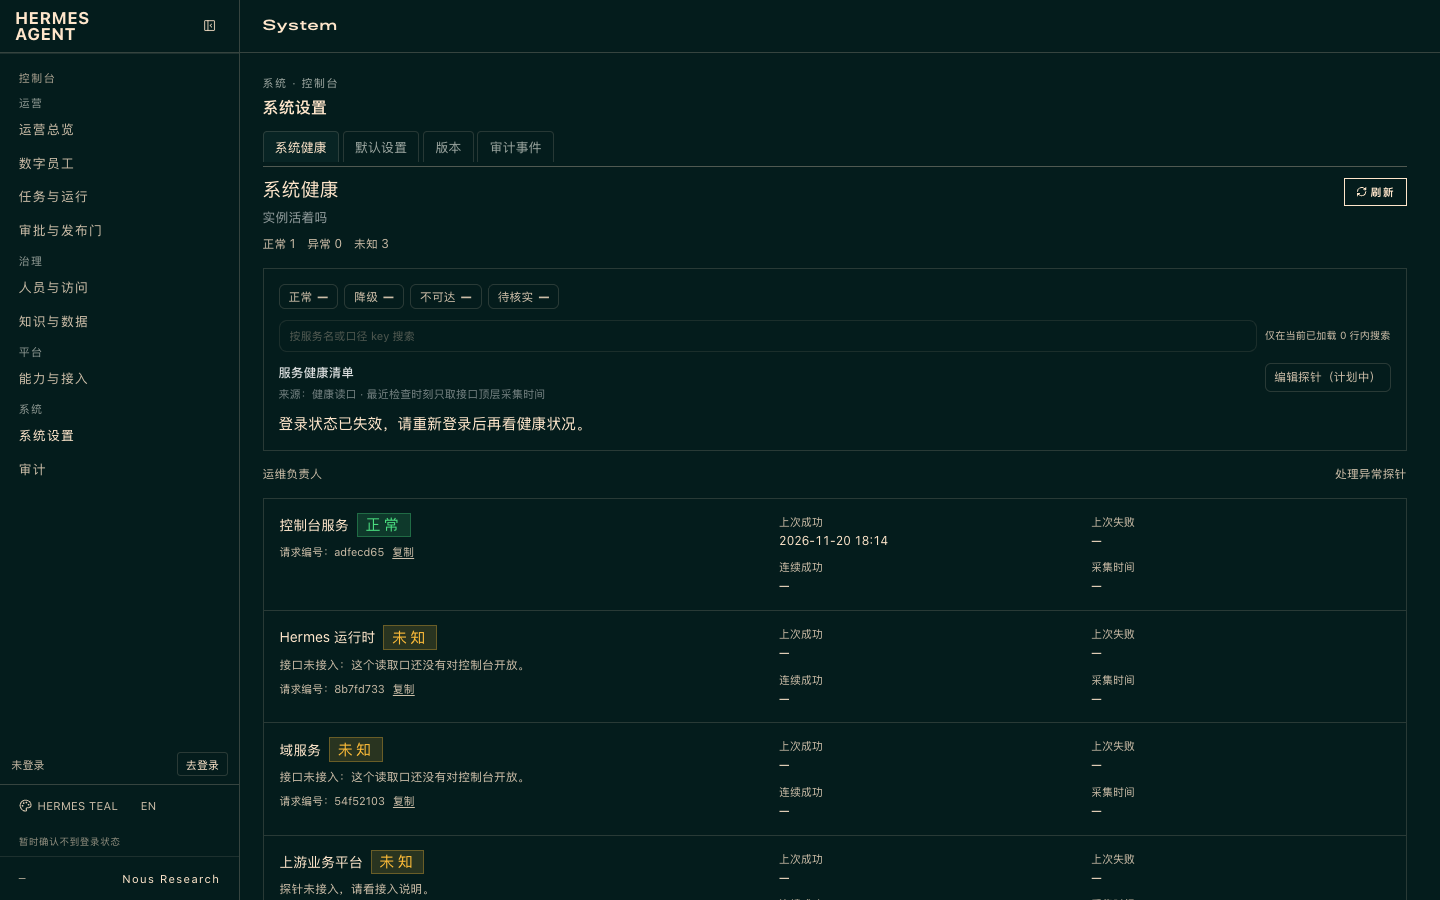 HERMES
AGENT
System
控制台
运营
运营总览
数字员工
任务与运行
审批与发布门
治理
人员与访问
知识与数据
平台
能力与接入
系统
系统设置
审计
未登录
去登录
HERMES TEAL
EN
暂时确认不到登录状态
—
Nous Research
系统 · 控制台
系统设置
系统健康
默认设置
版本
审计事件
系统健康
刷新
实例活着吗
正常 1 异常 0 未知 3
正常 —
降级 —
不可达 —
待核实 —
按服务名或口径 key 搜索
仅在当前已加载 0 行内搜索
服务健康清单
编辑探针（计划中）
来源：健康读口 · 最近检查时刻只取接口顶层采集时间
登录状态已失效，请重新登录后再看健康状况。
运维负责人
处理异常探针
控制台服务 正常
请求编号：adfecd65 复制
上次成功
2026-11-20 18:14
上次失败
—
连续成功
—
采集时间
—
Hermes 运行时 未知
接口未接入：这个读取口还没有对控制台开放。
请求编号：8b7fd733 复制
上次成功
—
上次失败
—
连续成功
—
采集时间
—
域服务 未知
接口未接入：这个读取口还没有对控制台开放。
请求编号：54f52103 复制
上次成功
—
上次失败
—
连续成功
—
采集时间
—
上游业务平台 未知
探针未接入，请看接入说明。
上次成功
—
上次失败
—